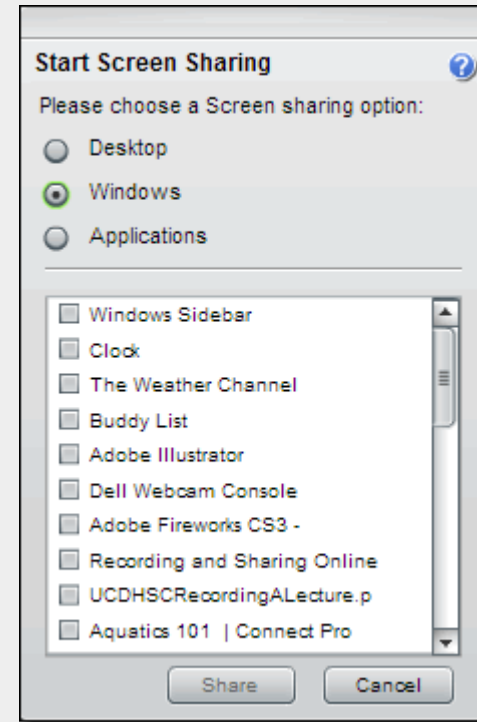 Start Screen Sharing
?
Please choose a Screen sharing option:
Desktop
Windows
Applications
Windows Sidebar
Clock
The Weather Channel
Buddy List
Adobe Illustrator
Dell Webcam Console
Adobe Fireworks CS3 -
Recording and Sharing Online
UCDHSCRecordingALecture.p
Aquatics 101 | Connect Pro
Share Cancel